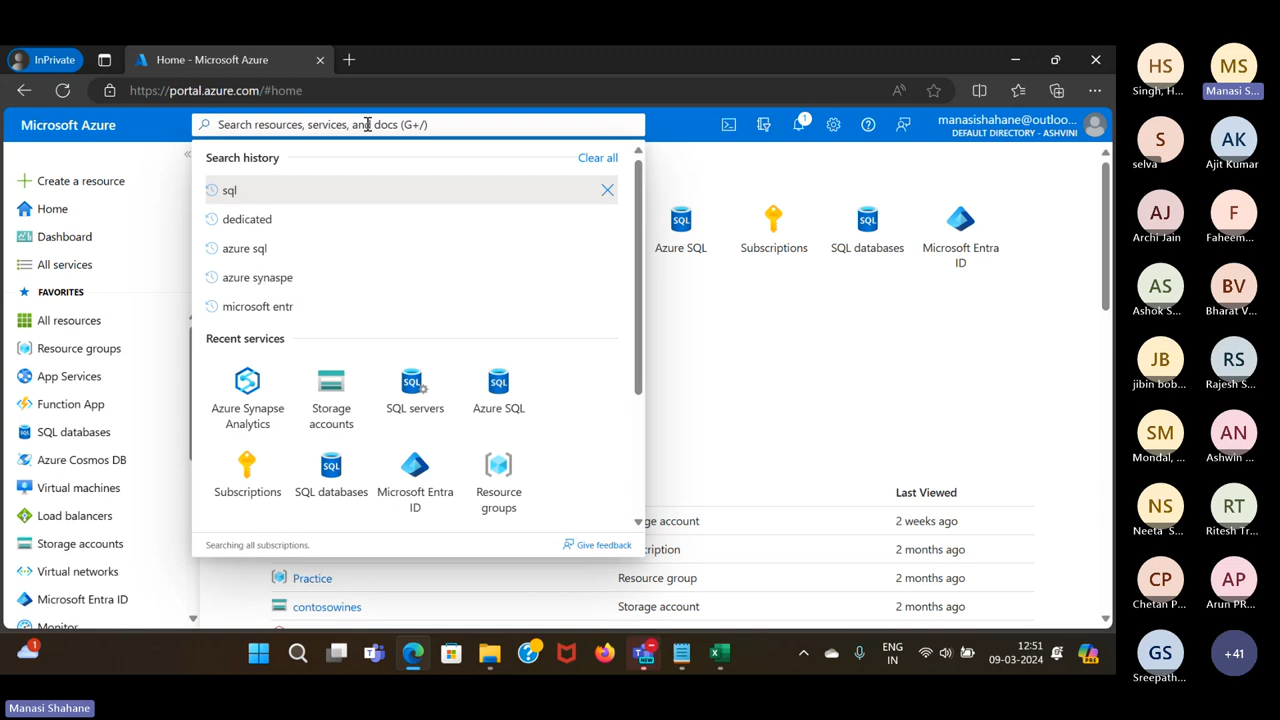 InPrivate
Home - Microsoft Azure
https://portal.azure.com/#home
Microsoft Azure
Search resources, services, and docs (G+/)
1
manasishahane@outloo...
DEFAULT DIRECTORY - ASHVINI
Create a resource
Home
Dashboard
All services
FAVORITES
All resources
Resource groups
App Services
Function App
SQL databases
Azure Cosmos DB
Virtual machines
Load balancers
Storage accounts
Virtual networks
Microsoft Entra ID
Monitor
Search history
Clear all
sql
dedicated
azure sql
azure synaspe
microsoft entr
Recent services
Azure Synapse
Analytics
Storage
accounts
SQL servers
Azure SQL
Subscriptions
SQL databases
Microsoft Entra
ID
Resource
groups
Searching all subscriptions.
Give feedback
Azure SQL
Subscriptions
SQL databases
Microsoft Entra
ID
Last Viewed
ge account
2 weeks ago
cription
2 months ago
Practice
Resource group
2 months ago
contosowines
Storage account
2 months ago
1
NEW
ENG
IN
12:51
09-03-2024
PRE
Manasi Shahane
HS
Singh, H...
MS
Manasi S...
S
selva
AK
Ajit Kumar
AJ
Archi Jain
F
Faheem...
AS
Ashok S...
BV
Bharat V...
JB
jibin bob...
RS
Rajesh S...
SM
Mondal, ...
AN
Ashwin ...
NS
Neeta S...
RT
Ritesh Tr...
CP
Chetan P...
AP
Arun PR...
GS
Sreepath...
+41